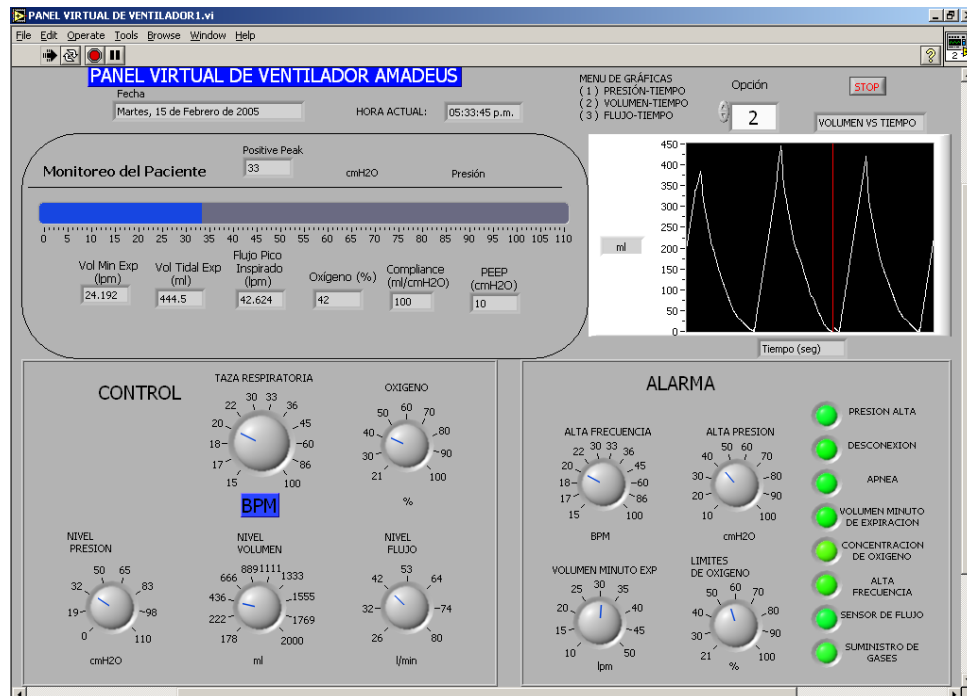 PANEL VIRTUAL DE VENTILADOR1.vi
File Edit Operate Tools Browse Window Help
2
PANEL VIRTUAL DE VENTILADOR AMADEUS
Fecha
Martes, 15 de Febrero de 2005
HORA ACTUAL: 05:33:45 p.m.
MENU DE GRÁFICAS
( 1 ) PRESIÓN-TIEMPO
( 2 ) VOLUMEN-TIEMPO
( 3 ) FLUJO-TIEMPO
Opción
2
STOP
VOLUMEN VS TIEMPO
Monitoreo del Paciente
Positive Peak
33
cmH2O
Presión
0 5 10 15 20 25 30 35 40 45 50 55 60 65 70 75 80 85 90 95 100 105 110
Vol Min Exp
(lpm)
24.192
Vol Tidal Exp
(ml)
444.5
Flujo Pico
Inspirado
(lpm)
42.624
Oxígeno (%)
42
Compliance
(ml/cmH2O)
100
PEEP
(cmH2O)
10
ml
450
400
350
300
250
200
150
100
50
0
Tiempo (seg)
CONTROL
TAZA RESPIRATORIA
15 17 18 20 22 30 33 36 45 60 86 100
BPM
OXIGENO
21 30 40 50 60 70 80 90 100
%
NIVEL
PRESION
0 19 32 50 65 83 98 110
cmH2O
NIVEL
VOLUMEN
178 222 436 666 889 1111 1333 1555 1769 2000
ml
NIVEL
FLUJO
26 32 42 53 64 74 80
l/min
ALARMA
ALTA FRECUENCIA
15 17 18 20 22 30 33 36 45 60 86 100
BPM
ALTA PRESION
10 20 30 40 50 60 70 80 90 100
cmH2O
VOLUMEN MINUTO EXP
10 15 20 25 30 35 40 45 50
lpm
LIMITES
DE OXIGENO
21 30 40 50 60 70 80 90 100
%
PRESION ALTA
DESCONEXION
APNEA
VOLUMEN MINUTO
DE EXPIRACION
CONCENTRACION
DE OXIGENO
ALTA
FRECUENCIA
SENSOR DE FLUJO
SUMINISTRO DE
GASES